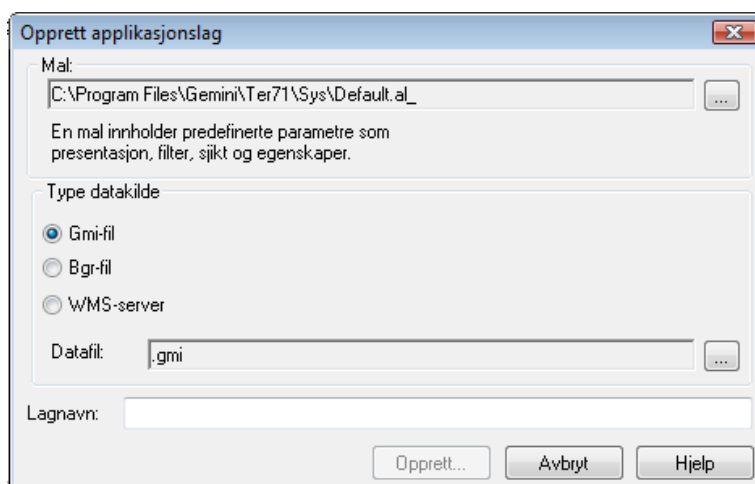 Opprett applikasjonslag
Mal:
C:\Program Files\Gemini\Ter71\Sys\Default.al_
...
En mal innholder predefinerte parametre som
presentasjon, filter, sjikt og egenskaper.
Type datakilde
Gmi-fil
Bgr-fil
WMS-server
Datafil: .gmi ...
Lagnavn:
Opprett... Avbryt Hjelp